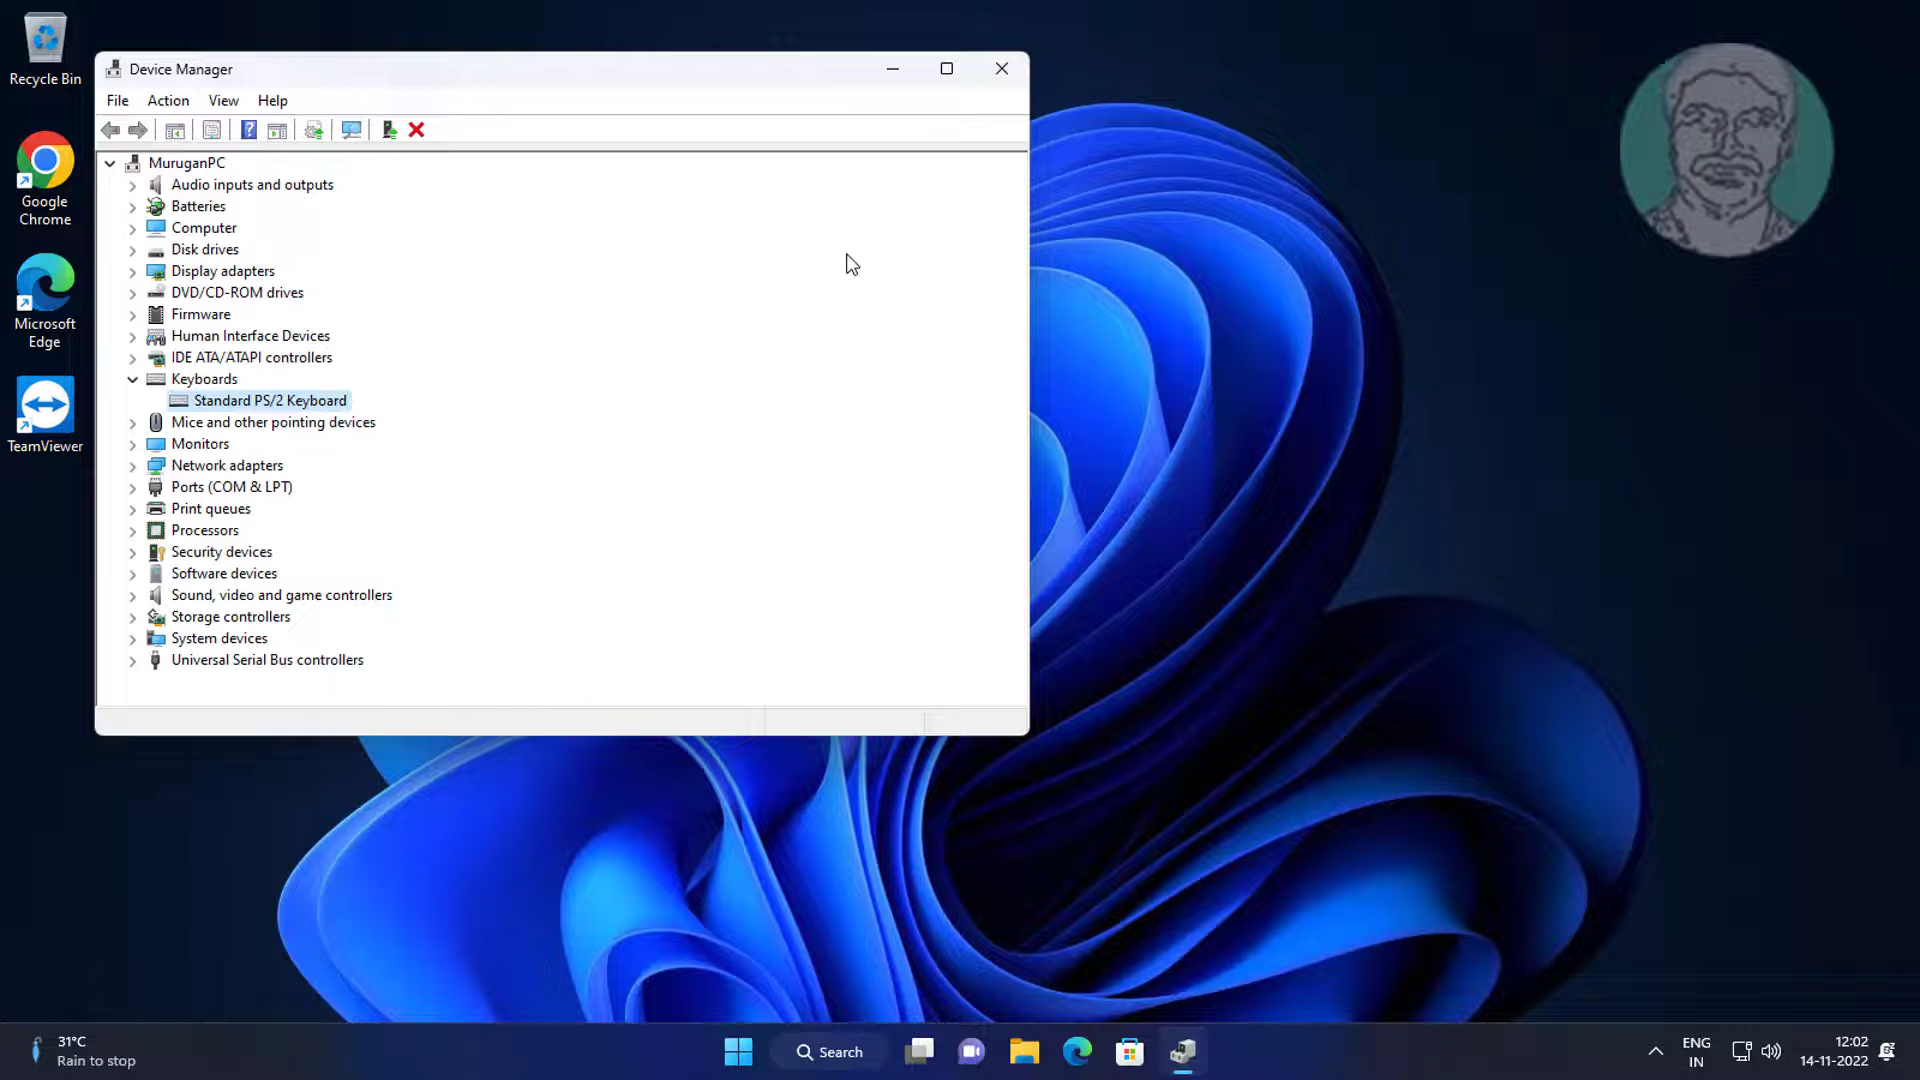 Recycle Bin
Google
Chrome
Microsoft
Edge
TeamViewer
Device Manager
File Action View Help
MuruganPC
Audio inputs and outputs
Batteries
Computer
Disk drives
Display adapters
DVD/CD-ROM drives
Firmware
Human Interface Devices
IDE ATA/ATAPI controllers
Keyboards
Standard PS/2 Keyboard
Mice and other pointing devices
Monitors
Network adapters
Ports (COM & LPT)
Print queues
Processors
Security devices
Software devices
Sound, video and game controllers
Storage controllers
System devices
Universal Serial Bus controllers
31°C
Rain to stop
Search
ENG
IN
12:02
14-11-2022